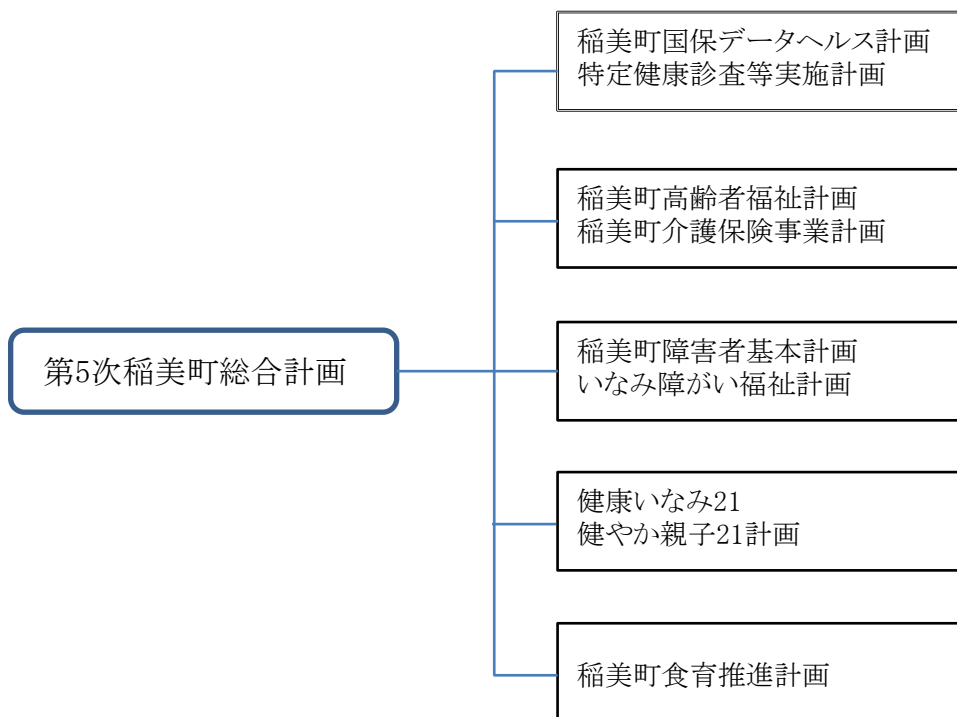 稲美町国保データヘルス計画
特定健康診査等実施計画
稲美町高齢者福祉計画
稲美町介護保険事業計画
第5次稲美町総合計画
稲美町障害者基本計画
いなみ障がい福祉計画
健康いなみ21
健やか親子21計画
稲美町食育推進計画